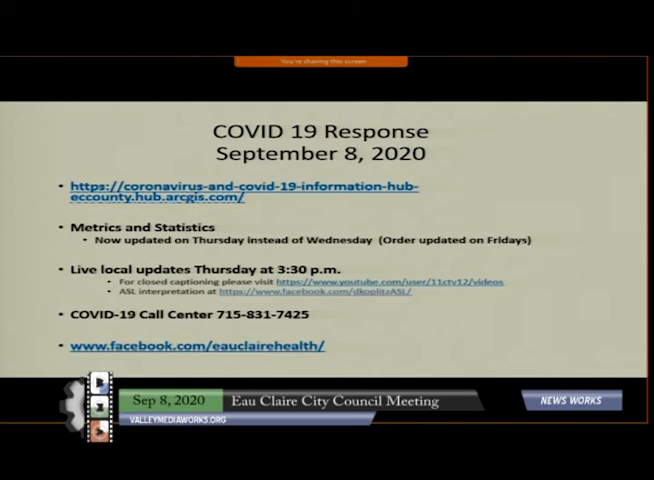 You're sharing this screen
COVID 19 Response
September 8, 2020
• https://coronavirus-and-covid-19-information-hub-
eccounty.hub.arcgis.com/
• Metrics and Statistics
• Now updated on Thursday instead of Wednesday (Order updated on Fridays)
• Live local updates Thursday at 3:30 p.m.
• For closed captioning please visit https://www.youtube.com/user/11ctv12/videos
• ASL interpretation at https://www.facebook.com/dkoplitzASL/
• COVID-19 Call Center 715-831-7425
• www.facebook.com/eauclairehealth/
Sep 8, 2020 Eau Claire City Council Meeting NEWS WORKS
VALLEYMEDIAWORKS.ORG